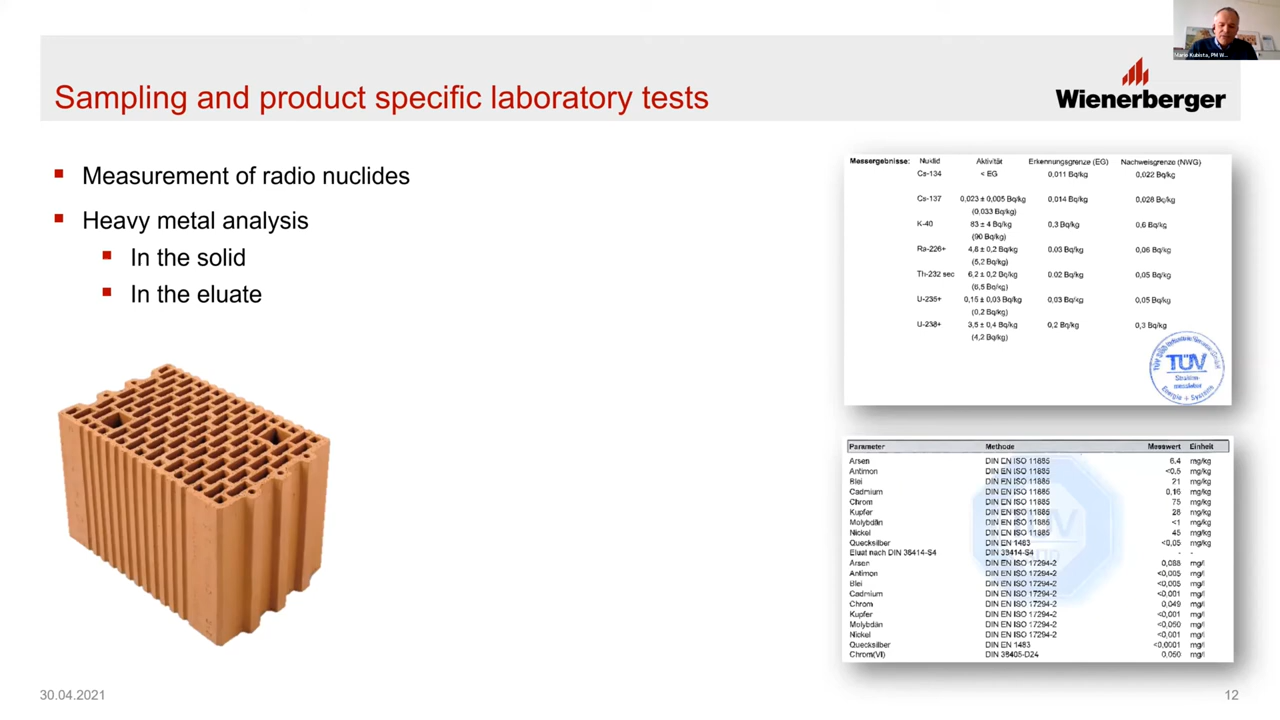 Mario Kubista, PM W...
Sampling and product specific laboratory tests
Wienerberger
Measurement of radio nuclides
Heavy metal analysis
In the solid
In the eluate
Messergebnisse: Nuklid Aktivität Erkennungsgrenze (EG) Nachweisgrenze (NWG)
Cs-134 < EG 0,011 Bq/kg 0,022 Bq/kg
Cs-137 0,023 ± 0,005 Bq/kg 0,014 Bq/kg 0,028 Bq/kg
(0,033 Bq/kg)
K-40 83 ± 4 Bq/kg 0,3 Bq/kg 0,6 Bq/kg
(90 Bq/kg)
Ra-226+ 4,8 ± 0,2 Bq/kg 0,03 Bq/kg 0,06 Bq/kg
(5,2 Bq/kg)
Th-232 sec 6,2 ± 0,2 Bq/kg 0,02 Bq/kg 0,05 Bq/kg
(6,5 Bq/kg)
U-235+ 0,15 ± 0,03 Bq/kg 0,03 Bq/kg 0,05 Bq/kg
(0,2 Bq/kg)
U-238+ 3,5 ± 0,4 Bq/kg 0,2 Bq/kg 0,3 Bq/kg
(4,2 Bq/kg)
TÜV
Energie + Systeme
Parameter Methode Messwert Einheit
Arsen DIN EN ISO 11885 6,4 mg/kg
Antimon DIN EN ISO 11885 <0,5 mg/kg
Blei DIN EN ISO 11885 21 mg/kg
Cadmium DIN EN ISO 11885 0,16 mg/kg
Chrom DIN EN ISO 11885 75 mg/kg
Kupfer DIN EN ISO 11885 28 mg/kg
Molybdän DIN EN ISO 11885 <1 mg/kg
Nickel DIN EN ISO 11885 45 mg/kg
Quecksilber DIN EN 1483 <0,05 mg/kg
Eluat nach DIN 38414-S4 DIN 38414-S4 - -
Arsen DIN EN ISO 17294-2 0,088 mg/l
Antimon DIN EN ISO 17294-2 <0,005 mg/l
Blei DIN EN ISO 17294-2 <0,005 mg/l
Cadmium DIN EN ISO 17294-2 <0,001 mg/l
Chrom DIN EN ISO 17294-2 0,049 mg/l
Kupfer DIN EN ISO 17294-2 <0,001 mg/l
Molybdän DIN EN ISO 17294-2 <0,050 mg/l
Nickel DIN EN ISO 17294-2 <0,001 mg/l
Quecksilber DIN EN 1483 <0,0001 mg/l
Chrom(VI) DIN 38405-D24 0,050 mg/l
30.04.2021
12